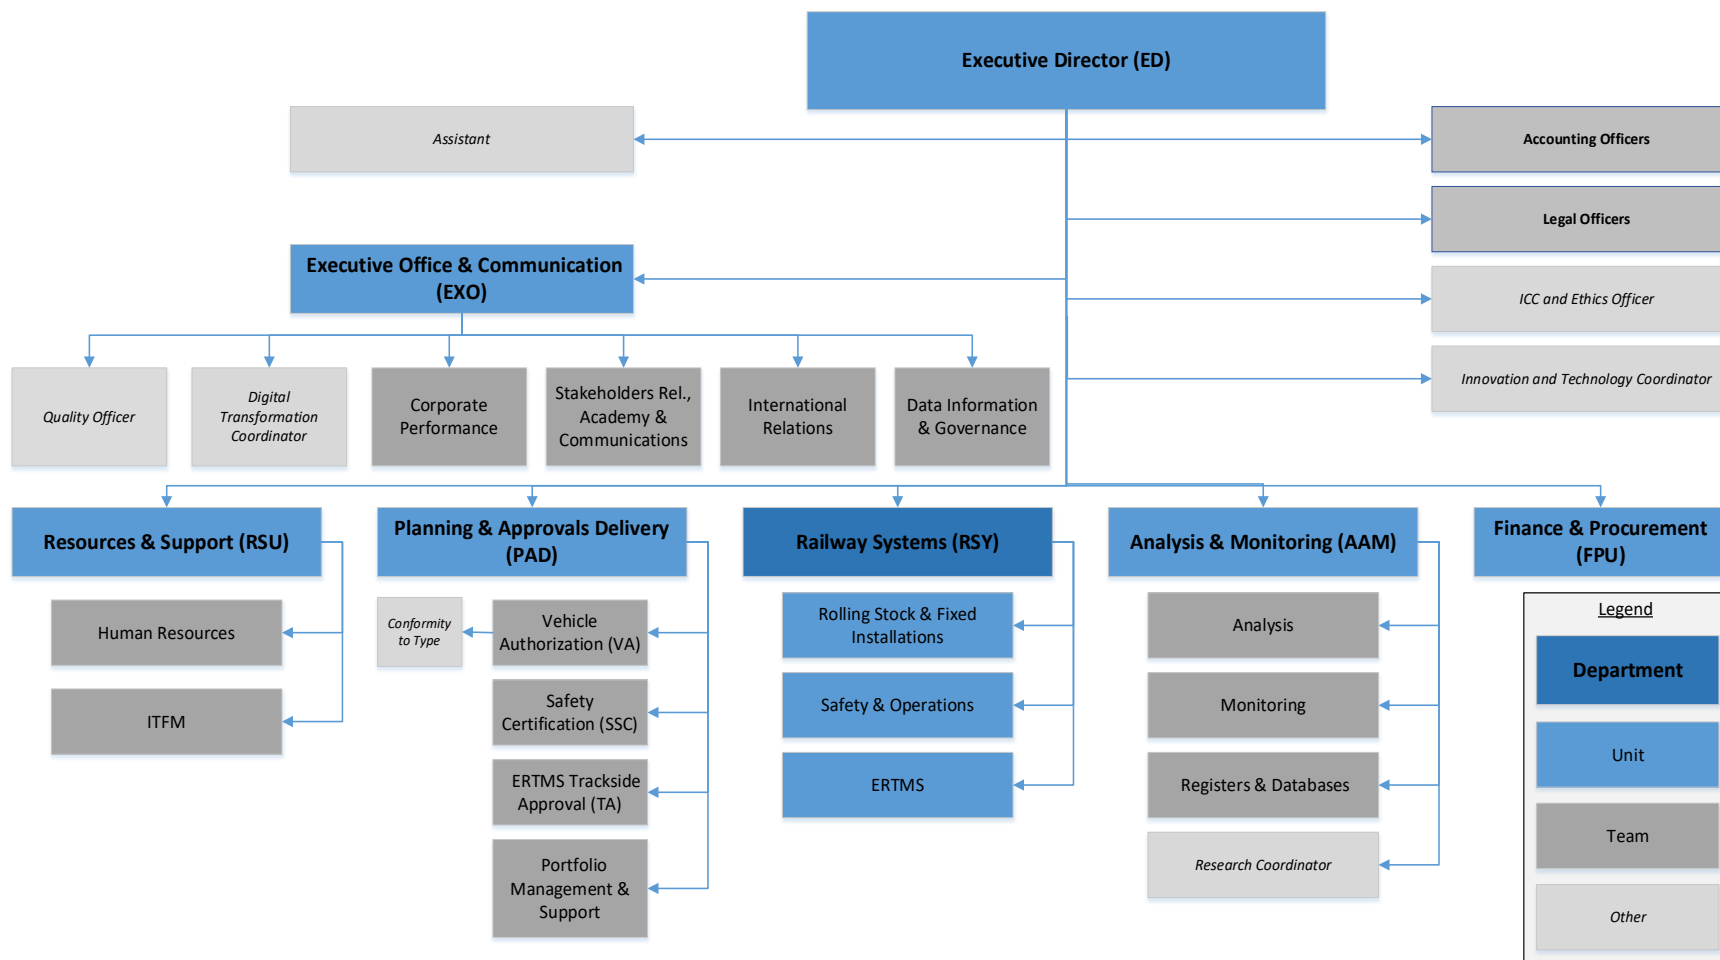 Executive Director (ED)
Assistant
Accounting Officers
Legal Officers
Executive Office & Communication
(EXO)
ICC and Ethics Officer
Innovation and Technology Coordinator
Quality Officer
Digital
Transformation
Coordinator
Corporate
Performance
Stakeholders Rel.,
Academy &
Communications
International
Relations
Data Information
& Governance
Resources & Support (RSU)
Human Resources
ITFM
Planning & Approvals Delivery
(PAD)
Conformity
to Type
Vehicle
Authorization (VA)
Safety
Certification (SSC)
ERTMS Trackside
Approval (TA)
Portfolio
Management &
Support
Railway Systems (RSY)
Rolling Stock & Fixed
Installations
Safety & Operations
ERTMS
Analysis & Monitoring (AAM)
Analysis
Monitoring
Registers & Databases
Research Coordinator
Finance & Procurement
(FPU)
Legend
Department
Unit
Team
Other